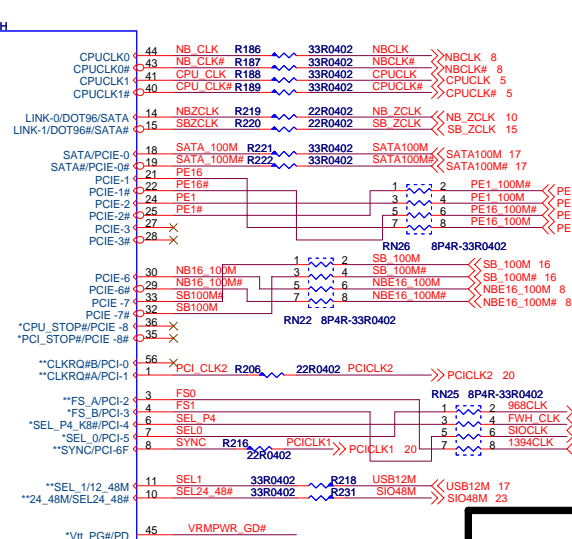 H
CPUCLK0 44 NB_CLK R186 33R0402 NBCLK NBCLK 8
CPUCLK0# 43 NB_CLK# R187 33R0402 NBCLK# NBCLK# 8
CPUCLK1 41 CPU_CLK R188 33R0402 CPUCLK CPUCLK 5
CPUCLK1# 40 CPU_CLK# R189 33R0402 CPUCLK# CPUCLK# 5
LINK-0/DOT96/SATA 14 NBZCLK R219 22R0402 NB_ZCLK NB_ZCLK 10
LINK-1/DOT96#/SATA# 15 SBZCLK R220 22R0402 SB_ZCLK SB_ZCLK 15
SATA/PCIE-0 18 SATA_100M R221 33R0402 SATA100M SATA100M 17
SATA#/PCIE-0# 19 SATA_100M# R222 33R0402 SATA100M# SATA100M# 17
PCIE-1 21 PE16
PCIE-1# 22 PE16# 1 2 PE1_100M# PE
PCIE-2 24 PE1 3 4 PE1_100M PE
PCIE-2# 25 PE1# 5 6 PE16_100M# PE
PCIE-3 27 7 8 PE16_100M PE
PCIE-3# 28
RN26 8P4R-33R0402
1 2 SB_100M SB_100M 16
PCIE-6 30 NB16_100M 3 4 SB_100M# SB_100M# 16
PCIE-6# 29 NB16_100M# 5 6 NBE16_100M NBE16_100M 8
PCIE -7 33 SB100M# 7 8 NBE16_100M# NBE16_100M# 8
PCIE -7# 32 SB100M
*CPU_STOP#/PCIE -8 36
RN22 8P4R-33R0402
*PCI_STOP#/PCIE -8# 35
**CLKRQ#B/PCI-0 56
**CLKRQ#A/PCI-1 1 PCI_CLK2 R206 22R0402 PCICLK2 PCICLK2 20
RN25 8P4R-33R0402
**FS_A/PCI-2 3 FS0
*FS_B/PCI-3 4 FS1 1 2 968CLK
*SEL_P4_K8#/PCI-4 6 SEL_P4 3 4 FWH_CLK
*SEL_0/PCI-5 7 SEL0 5 6 SIOCLK
**SYNC/PCI-6F 8 SYNC R216 22R0402 PCICLK1 PCICLK1 20 7 8 1394CLK
**SEL_1/12_48M 11 SEL1 33R0402 R218 USB12M USB12M 17
**24_48M/SEL24_48# 10 SEL24_48# 33R0402 R231 SIO48M SIO48M 23
*Vtt_PG#/PD 45 VRMPWR_GD#